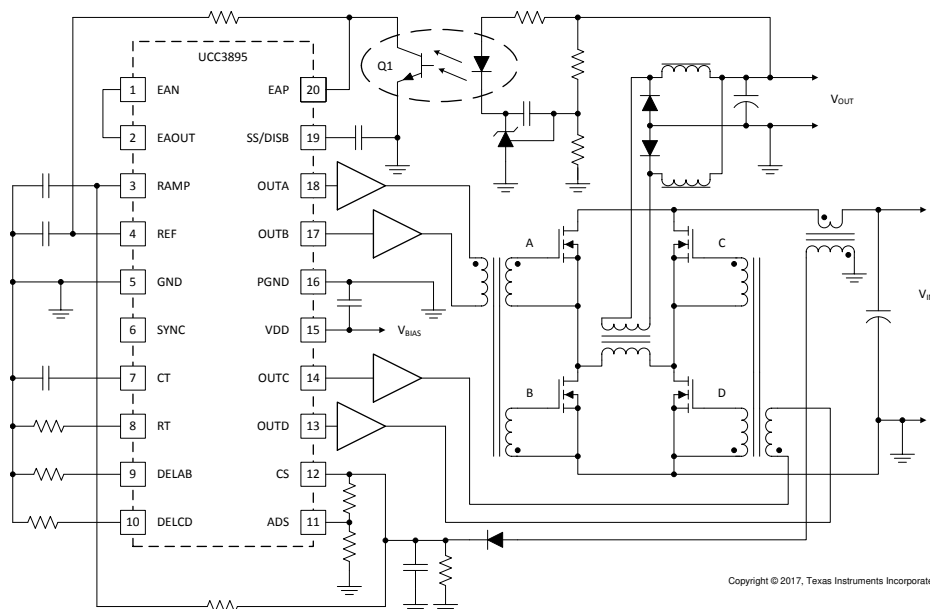 UCC3895
Q1
1 EAN
EAP 20
2 EAOUT
SS/DISB 19
3 RAMP
OUTA 18
4 REF
OUTB 17
5 GND
PGND 16
6 SYNC
VDD 15
7 CT
OUTC 14
8 RT
OUTD 13
9 DELAB
CS 12
10 DELCD
ADS 11
VBIAS
A
B
C
D
VOUT
VI
Copyright © 2017, Texas Instruments Incorporate